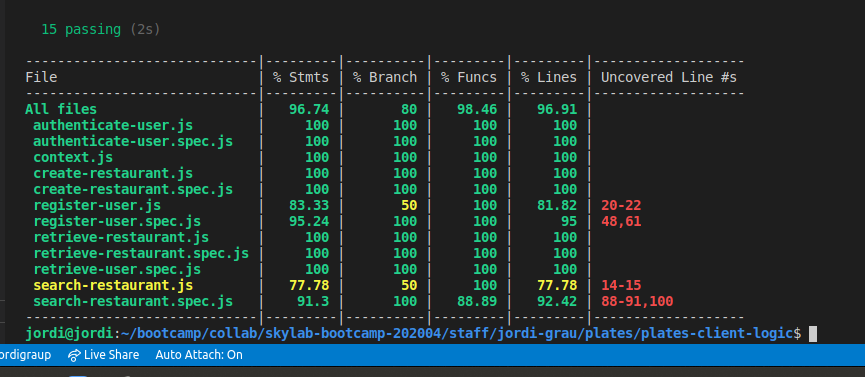 15 passing (2s)
-----------------------------|---------|----------|---------|---------|-------------------
File                         | % Stmts | % Branch | % Funcs | % Lines | Uncovered Line #s
-----------------------------|---------|----------|---------|---------|-------------------
All files                    |   96.74 |       80 |   98.46 |   96.91 |
 authenticate-user.js        |     100 |      100 |     100 |     100 |
 authenticate-user.spec.js   |     100 |      100 |     100 |     100 |
 context.js                  |     100 |      100 |     100 |     100 |
 create-restaurant.js        |     100 |      100 |     100 |     100 |
 create-restaurant.spec.js   |     100 |      100 |     100 |     100 |
 register-user.js            |   83.33 |       50 |     100 |   81.82 | 20-22
 register-user.spec.js       |   95.24 |      100 |     100 |      95 | 48,61
 retrieve-restaurant.js      |     100 |      100 |     100 |     100 |
 retrieve-restaurant.spec.js |     100 |      100 |     100 |     100 |
 retrieve-user.spec.js       |     100 |      100 |     100 |     100 |
 search-restaurant.js        |   77.78 |       50 |     100 |   77.78 | 14-15
 search-restaurant.spec.js   |    91.3 |      100 |   88.89 |   92.42 | 88-91,100
-----------------------------|---------|----------|---------|---------|-------------------
jordi@jordi:~/bootcamp/collab/skylab-bootcamp-202004/staff/jordi-grau/plates/plates-client-logic$
ordigraup Live Share Auto Attach: On